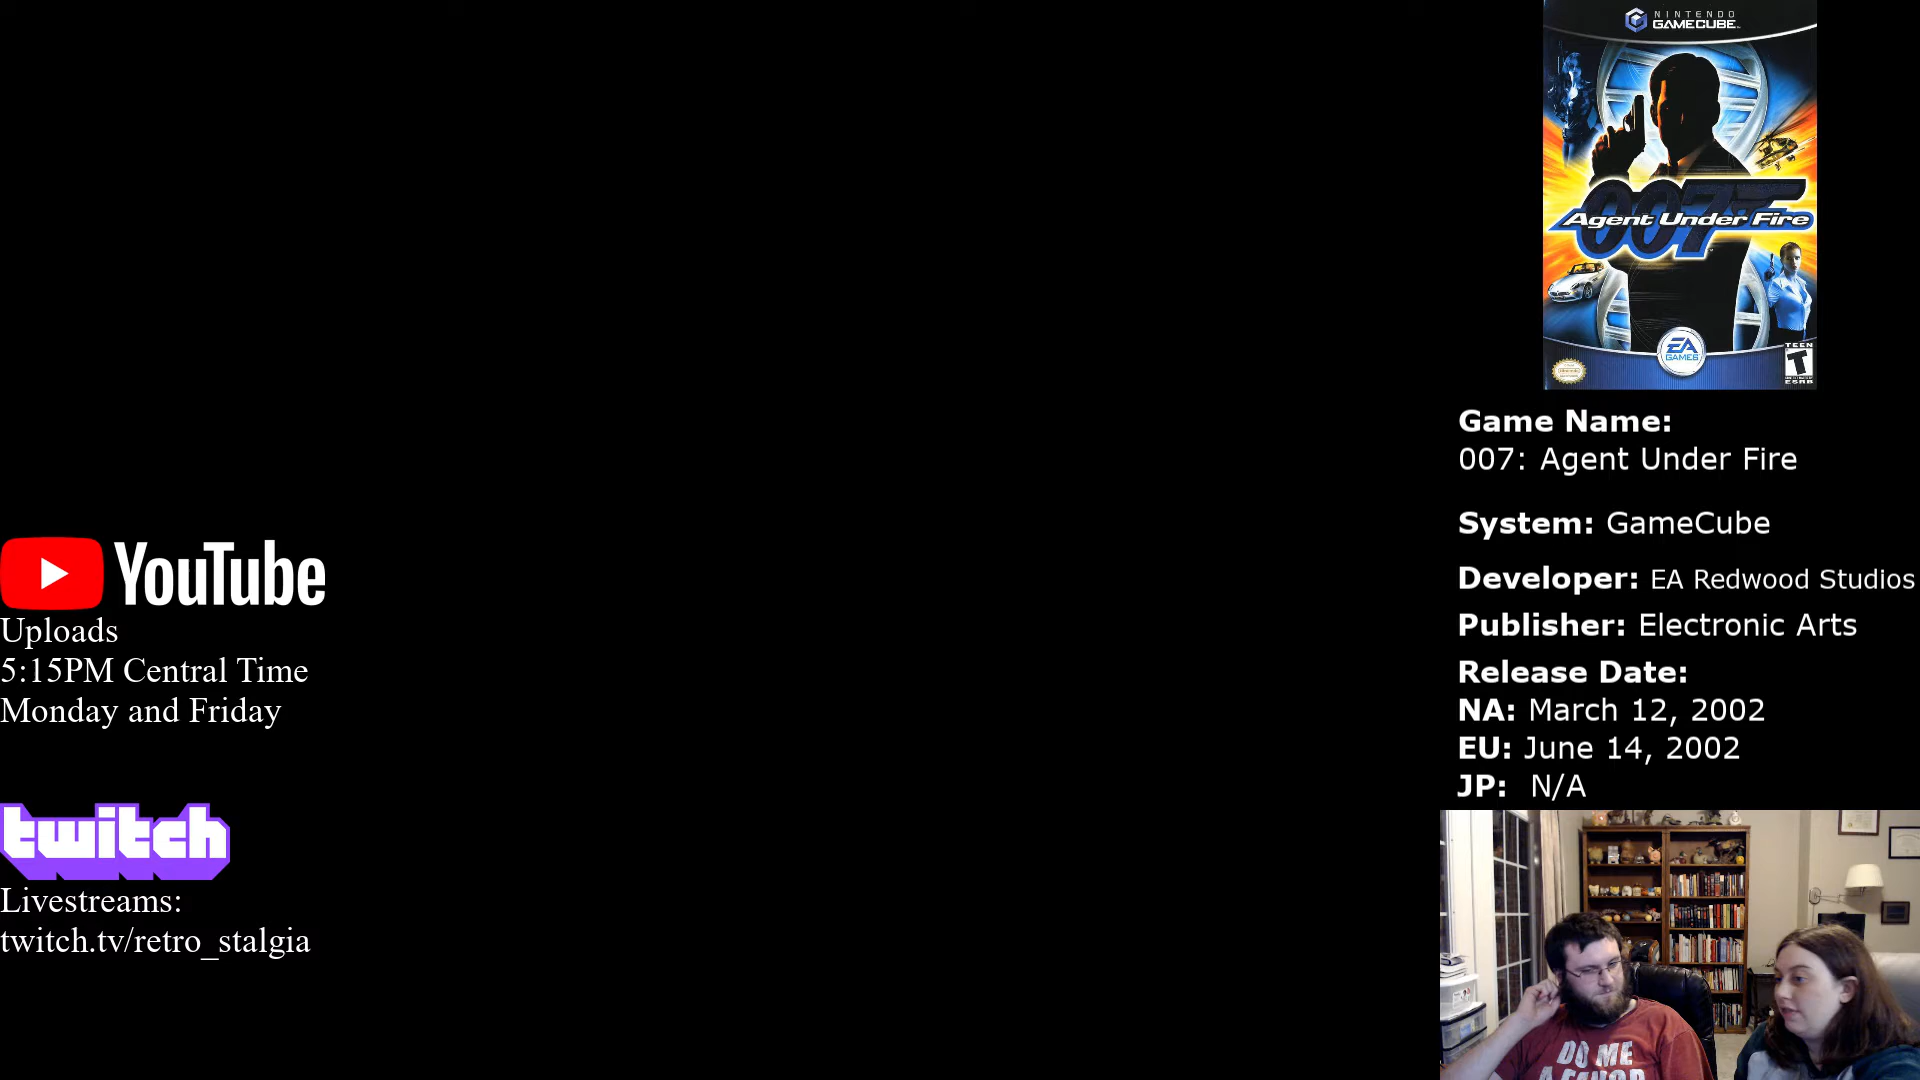 NINTENDO
GAMECUBE
007
Agent Under Fire
EA
GAMES
TEEN
T
ESRB
Game Name:
007: Agent Under Fire
System: GameCube
Developer: EA Redwood Studios
Publisher: Electronic Arts
Release Date:
NA: March 12, 2002
EU: June 14, 2002
JP: N/A
YouTube
Uploads
5:15PM Central Time
Monday and Friday
twitch
Livestreams:
twitch.tv/retro_stalgia
DO ME
A FAVOR